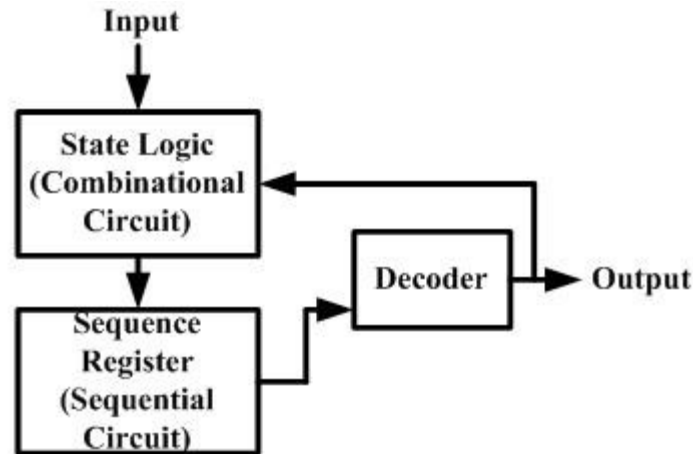 Input
State Logic
(Combinational
Circuit)
Decoder
Output
Sequence
Register
(Sequential
Circuit)